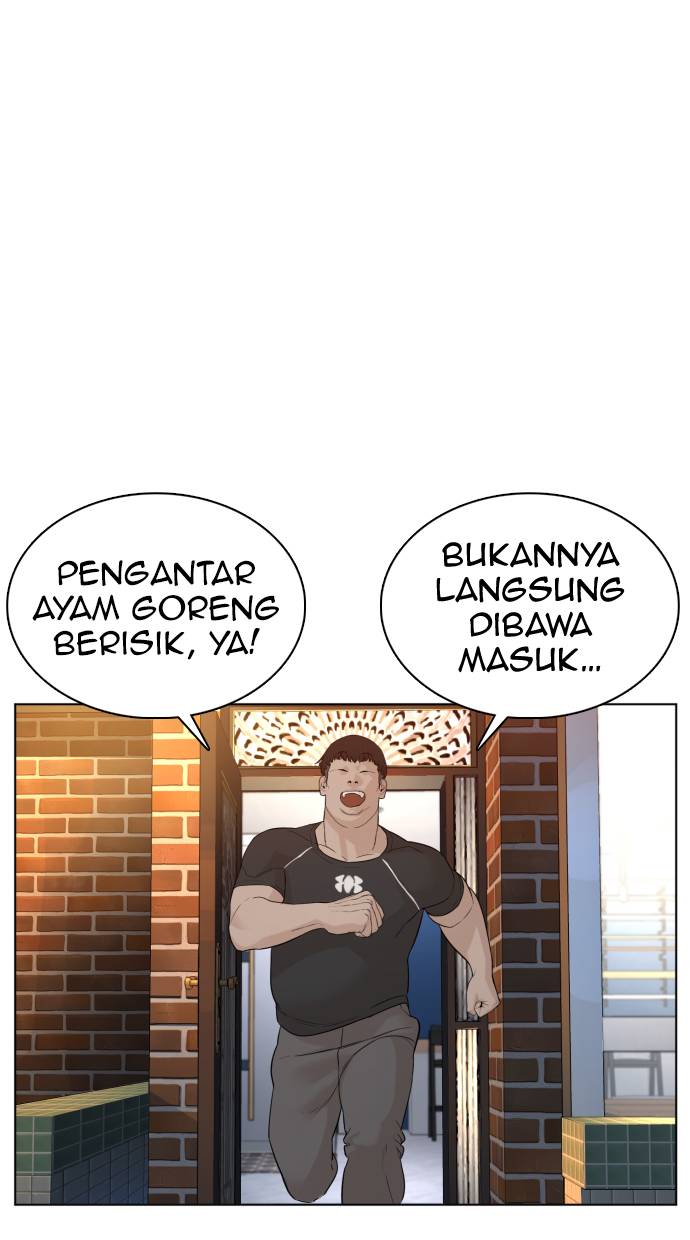 PENGANTAR
AYAM GORENG
BERISIK, YA!
BUKANNYA
LANGSUNG
DIBAWA
MASUK...